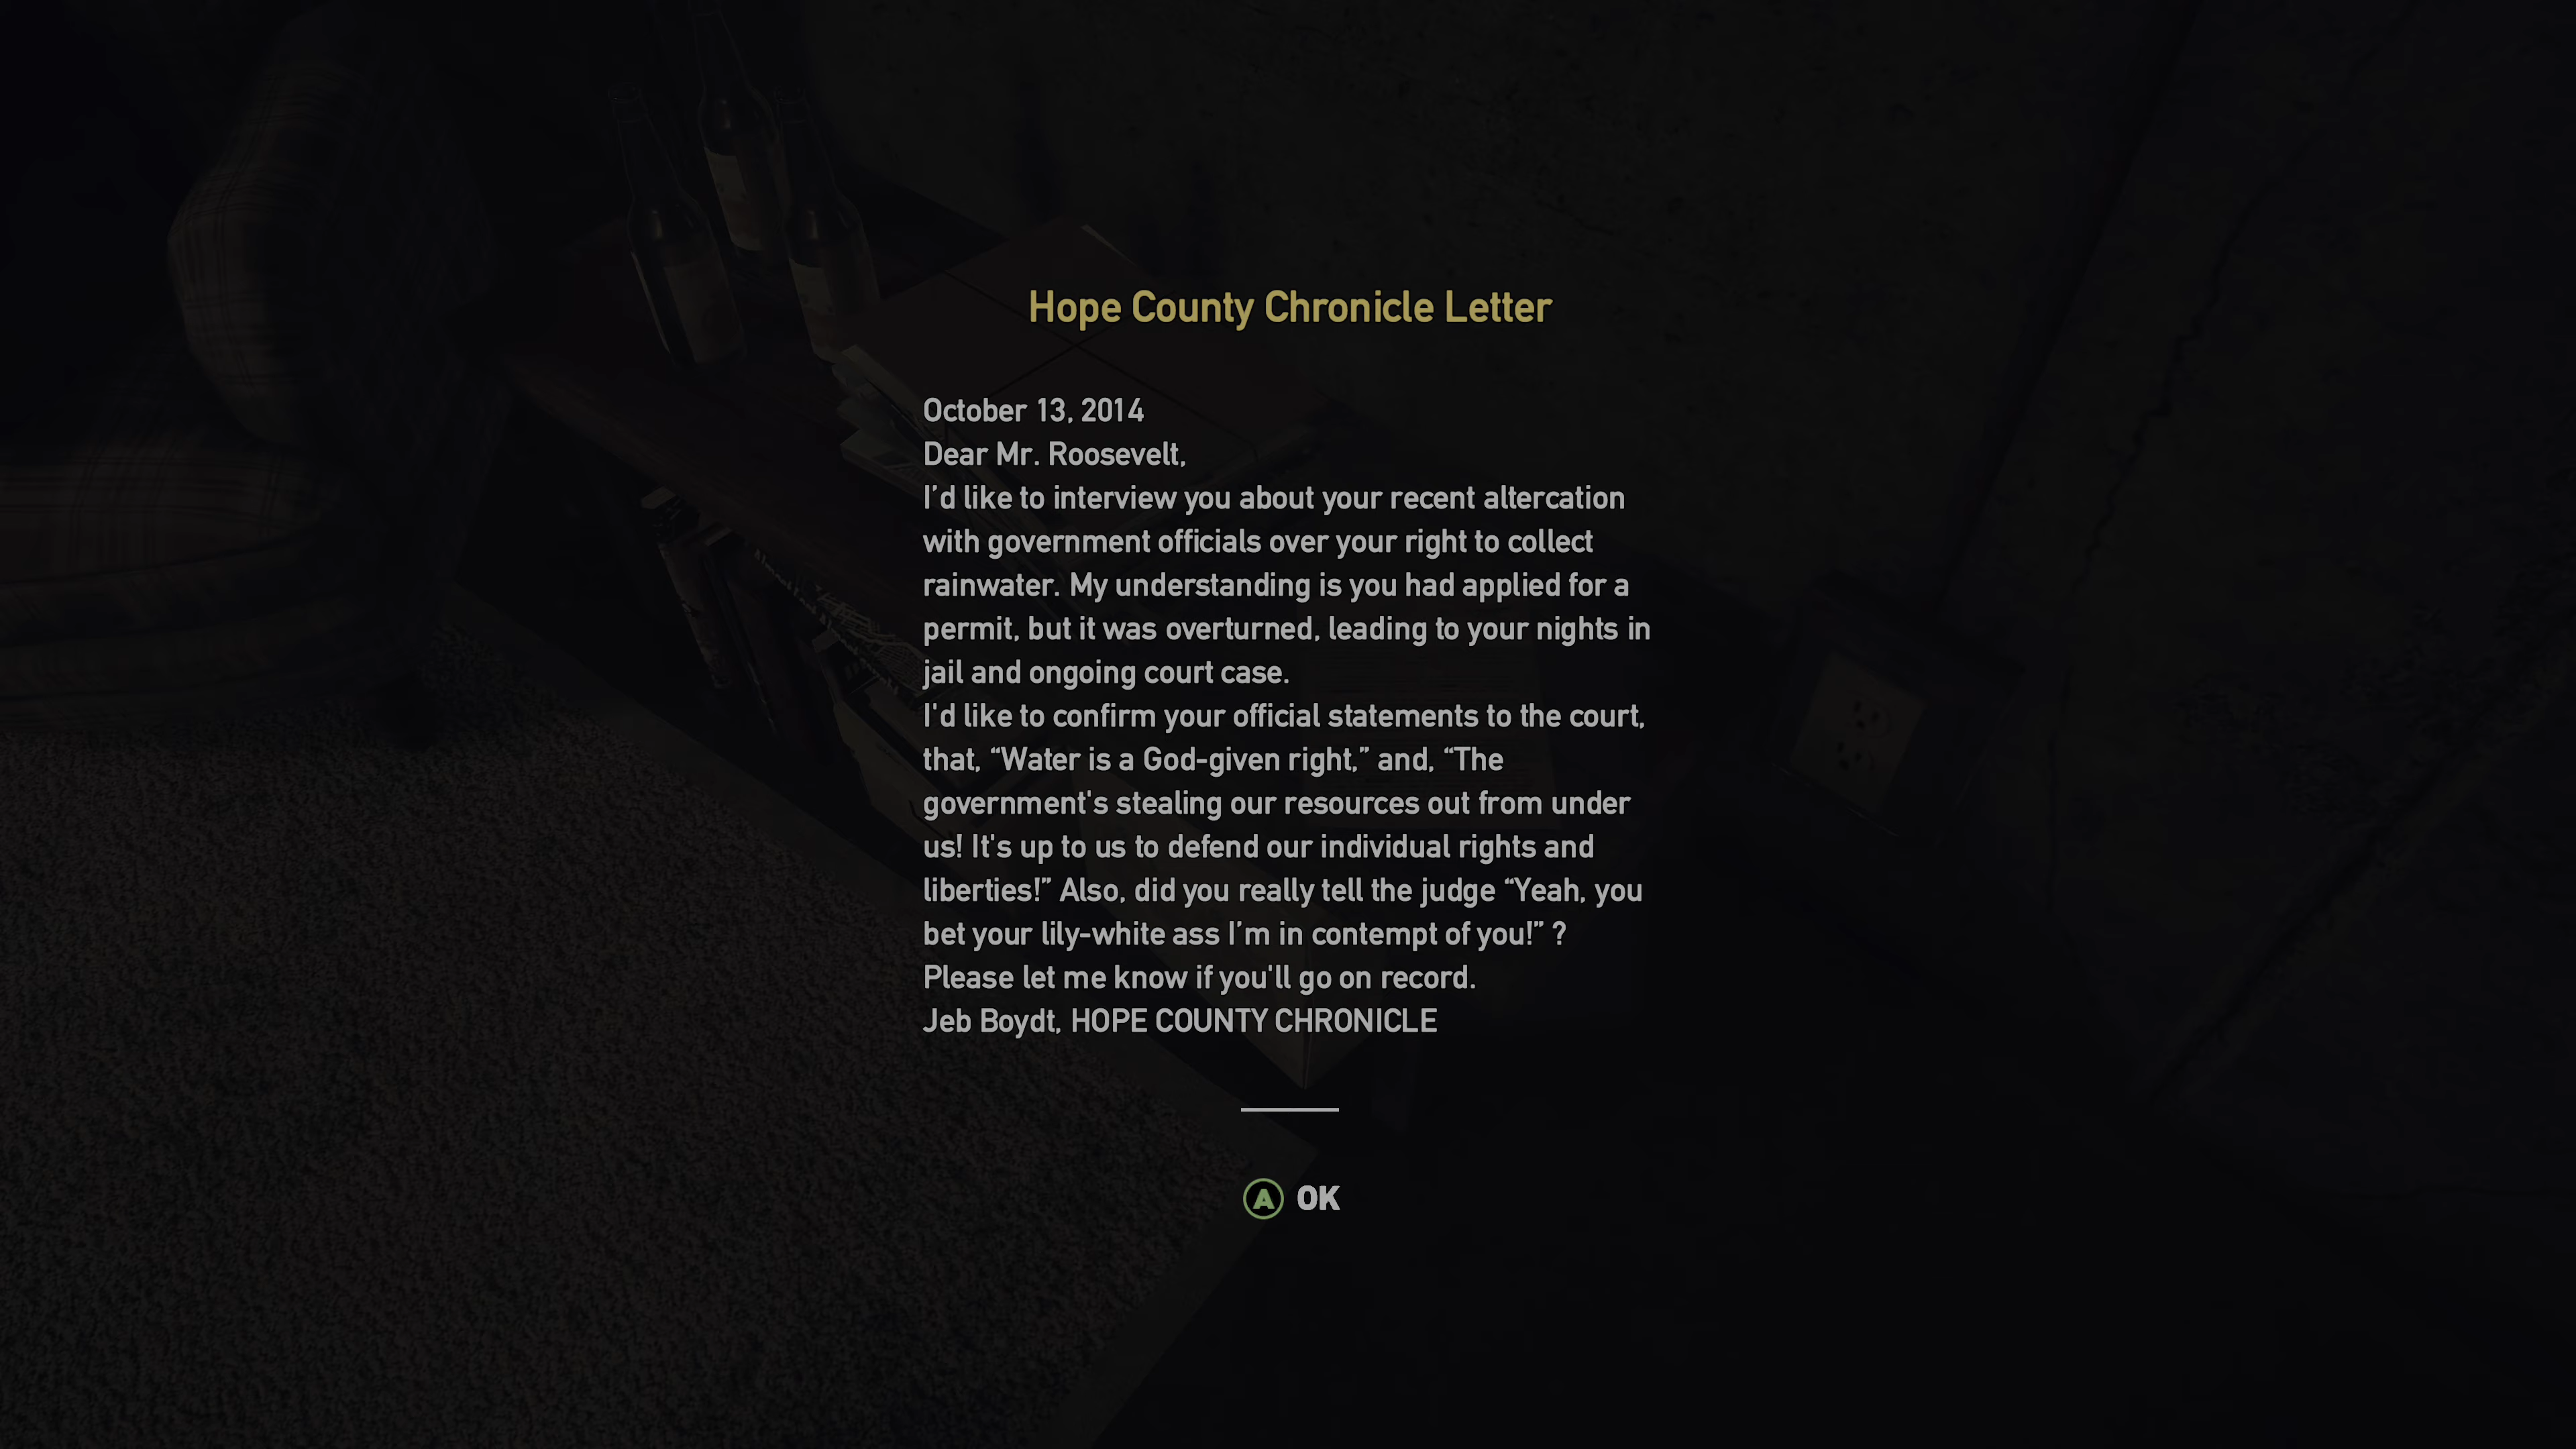 Hope County Chronicle Letter
October 13, 2014
Dear Mr. Roosevelt,
I’d like to interview you about your recent altercation
with government officials over your right to collect
rainwater. My understanding is you had applied for a
permit, but it was overturned, leading to your nights in
jail and ongoing court case.
I'd like to confirm your official statements to the court,
that, “Water is a God-given right,” and, “The
government's stealing our resources out from under
us! It's up to us to defend our individual rights and
liberties!” Also, did you really tell the judge “Yeah, you
bet your lily-white ass I’m in contempt of you!” ?
Please let me know if you'll go on record.
Jeb Boydt, HOPE COUNTY CHRONICLE
A OK